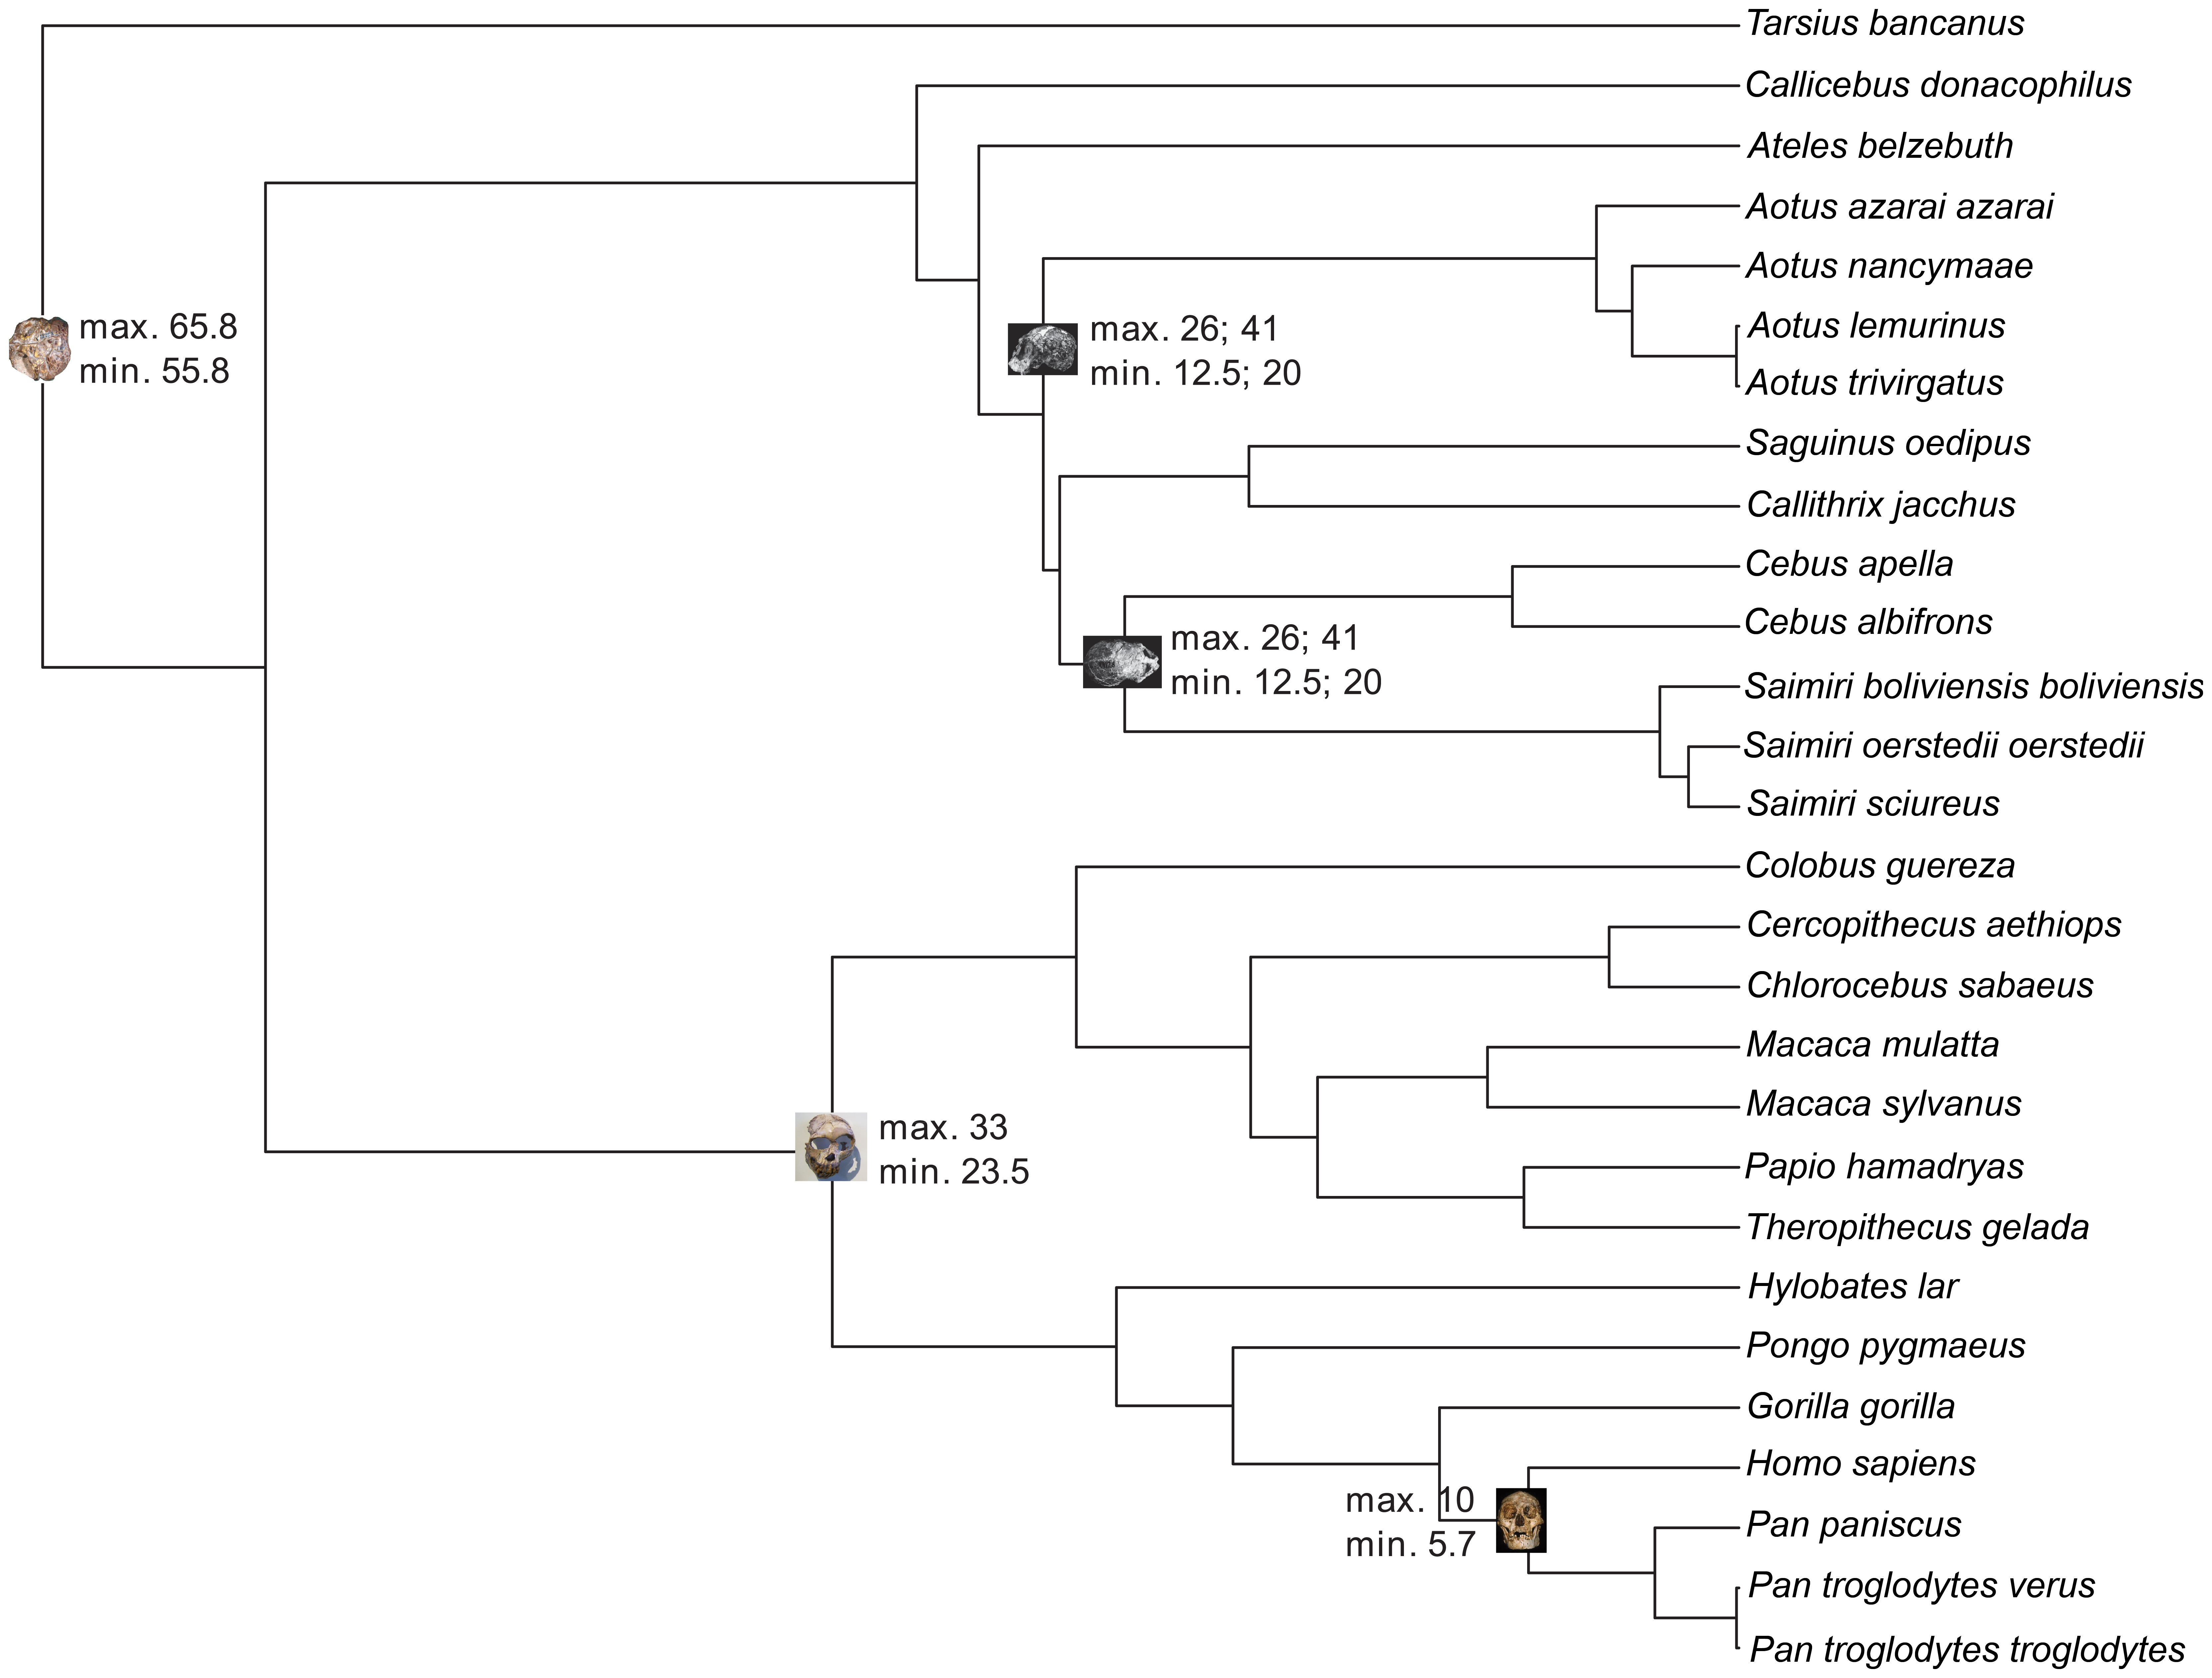 Tarsius bancanus
Callicebus donacophilus
Ateles belzebuth
Aotus azarai azarai
Aotus nancymaae
max. 65.8
min. 55.8
max. 26; 41
min. 12.5; 20
Aotus lemurinus
Aotus trivirgatus
Saguinus oedipus
Callithrix jacchus
Cebus apella
Cebus albifrons
max. 26; 41
min. 12.5; 20
Saimiri boliviensis boliviensis
Saimiri oerstedii oerstedii
Saimiri sciureus
Colobus guereza
Cercopithecus aethiops
Chlorocebus sabaeus
Macaca mulatta
Macaca sylvanus
max. 33
min. 23.5
Papio hamadryas
Theropithecus gelada
Hylobates lar
Pongo pygmaeus
Gorilla gorilla
Homo sapiens
max. 10
min. 5.7
Pan paniscus
Pan troglodytes verus
Pan troglodytes troglodytes